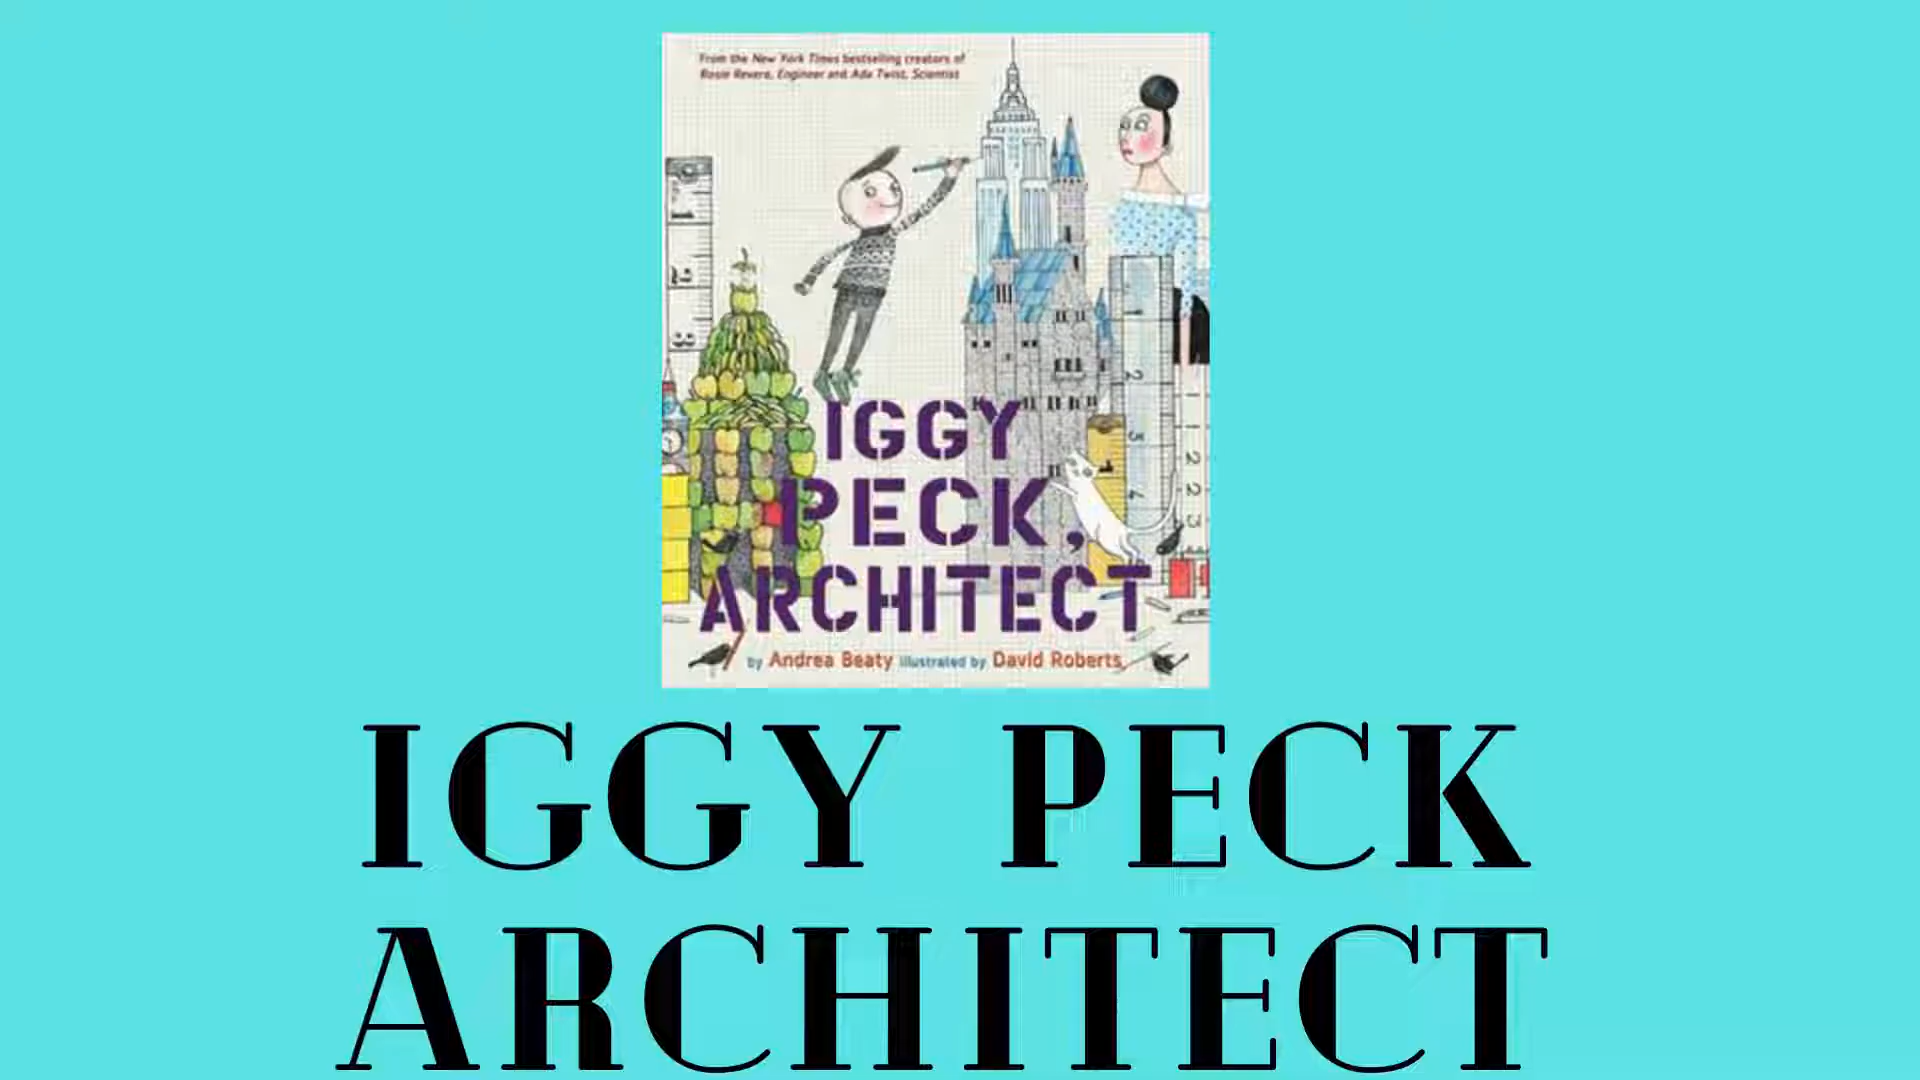 From the New York Times bestselling creators of
Rosie Revere, Engineer and Ada Twist, Scientist
IGGY
PECK,
ARCHITECT
by Andrea Beaty illustrated by David Roberts
IGGY PECK
ARCHITECT